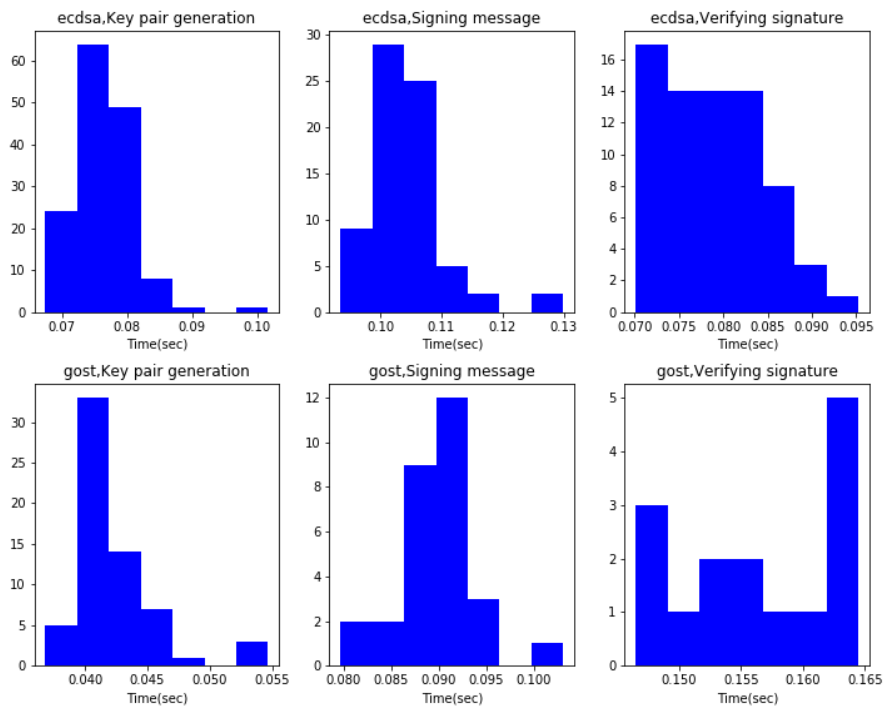 ecdsa,Key pair generation
60
50
40
30
20
10
0
0.07 0.08 0.09 0.10
Time(sec)
ecdsa,Signing message
30
25
20
15
10
5
0
0.10 0.11 0.12 0.13
Time(sec)
ecdsa,Verifying signature
16
14
12
10
8
6
4
2
0
0.070 0.075 0.080 0.085 0.090 0.095
Time(sec)
gost,Key pair generation
30
25
20
15
10
5
0
0.040 0.045 0.050 0.055
Time(sec)
gost,Signing message
12
10
8
6
4
2
0
0.080 0.085 0.090 0.095 0.100
Time(sec)
gost,Verifying signature
5
4
3
2
1
0
0.150 0.155 0.160 0.165
Time(sec)